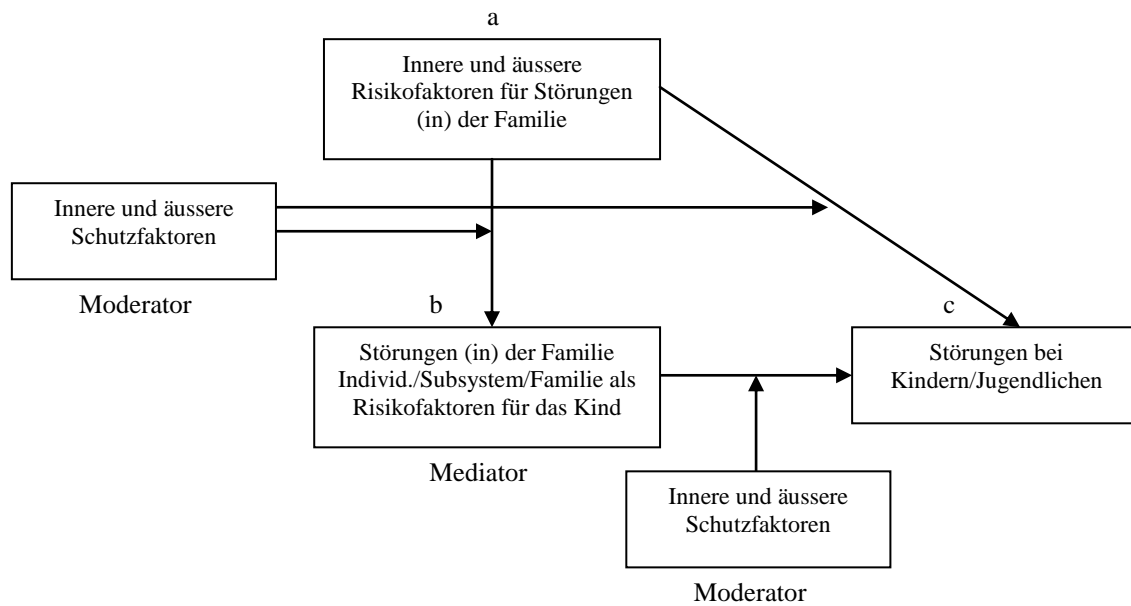 a
Innere und äussere
Risikofaktoren für Störungen
(in) der Familie
Innere und äussere
Schutzfaktoren
Moderator
b
Störungen (in) der Familie
Individ./Subsystem/Familie als
Risikofaktoren für das Kind
Mediator
c
Störungen bei
Kindern/Jugendlichen
Innere und äussere
Schutzfaktoren
Moderator